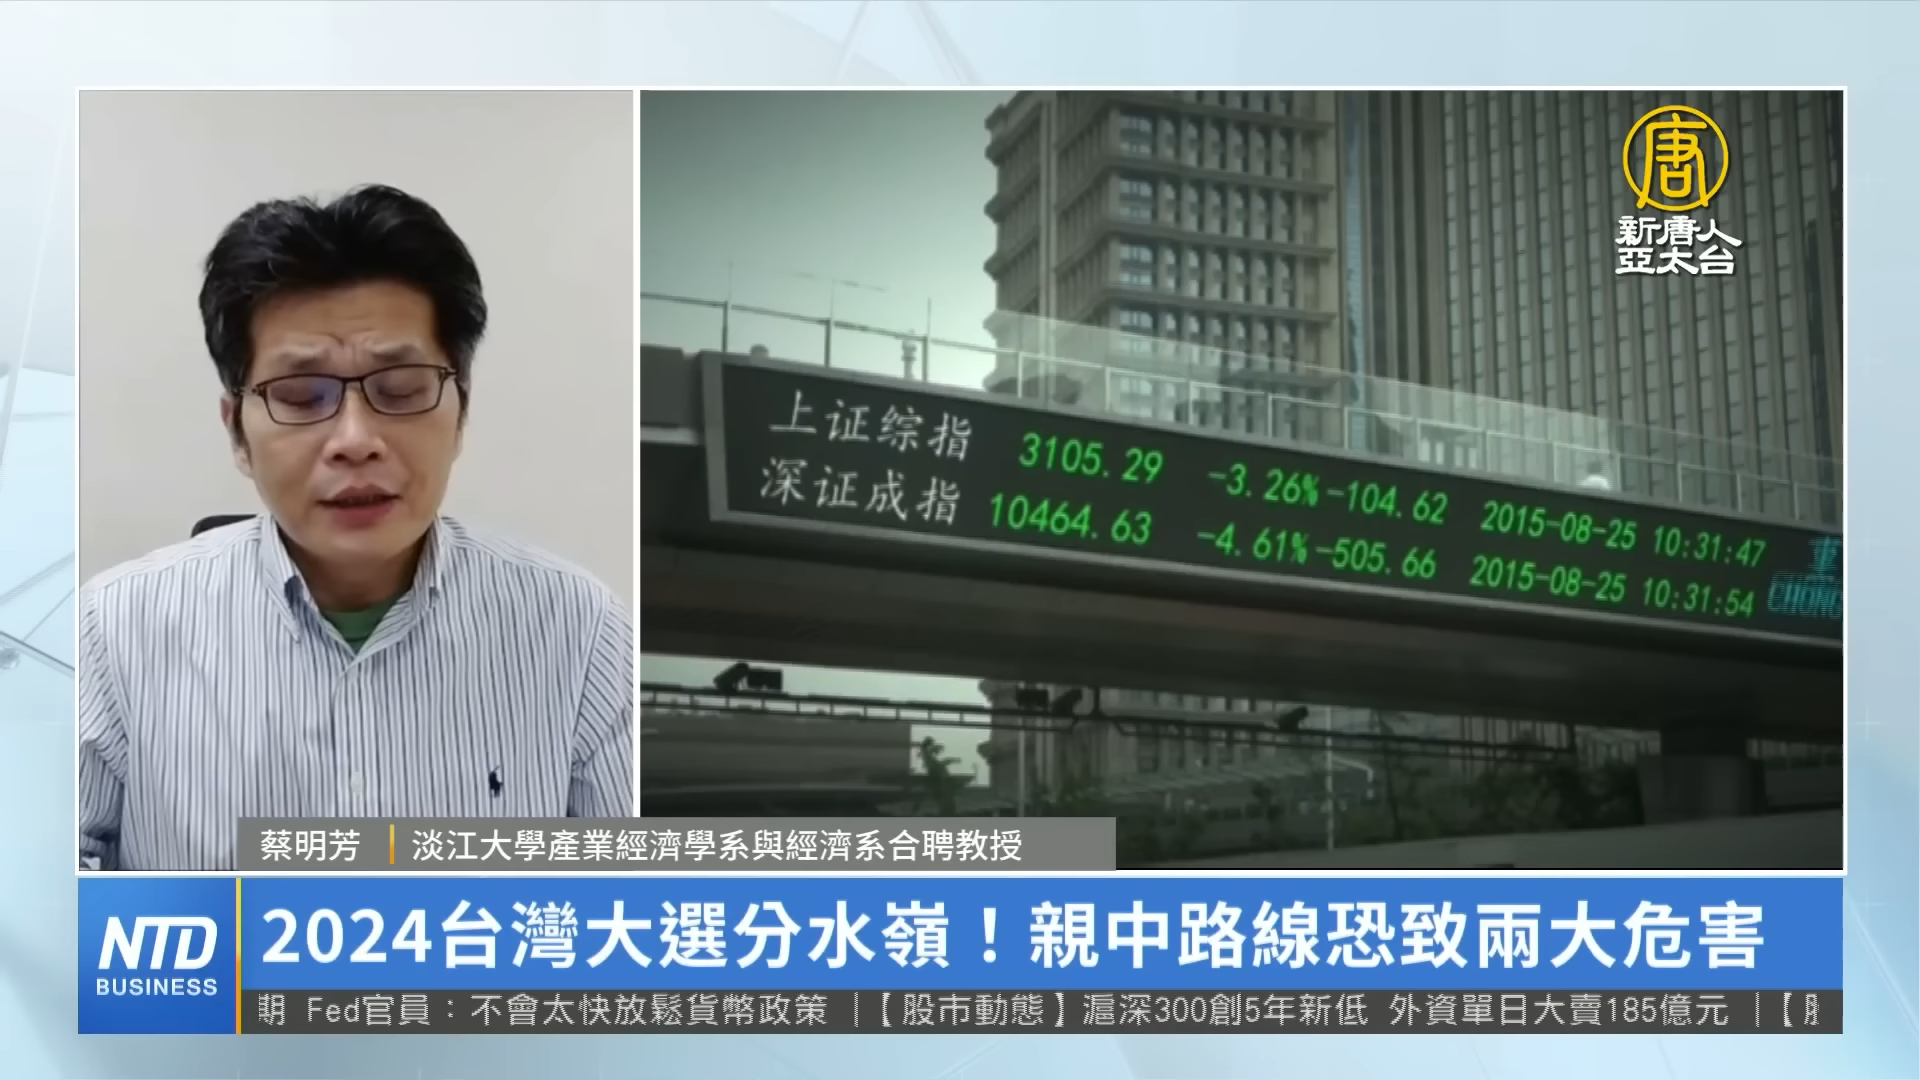 唐
新唐人
亞太台
上证综指 3105.29 -3.26% -104.62 2015-08-25 10:31:47
深证成指 10464.63 -4.61% -505.66 2015-08-25 10:31:54
CHONG
蔡明芳 | 淡江大學產業經濟學系與經濟系合聘教授
NTD
BUSINESS
2024台灣大選分水嶺！親中路線恐致兩大危害
期 Fed官員：不會太快放鬆貨幣政策 |【股市動態】滬深300創5年新低 外資單日大賣185億元 |【